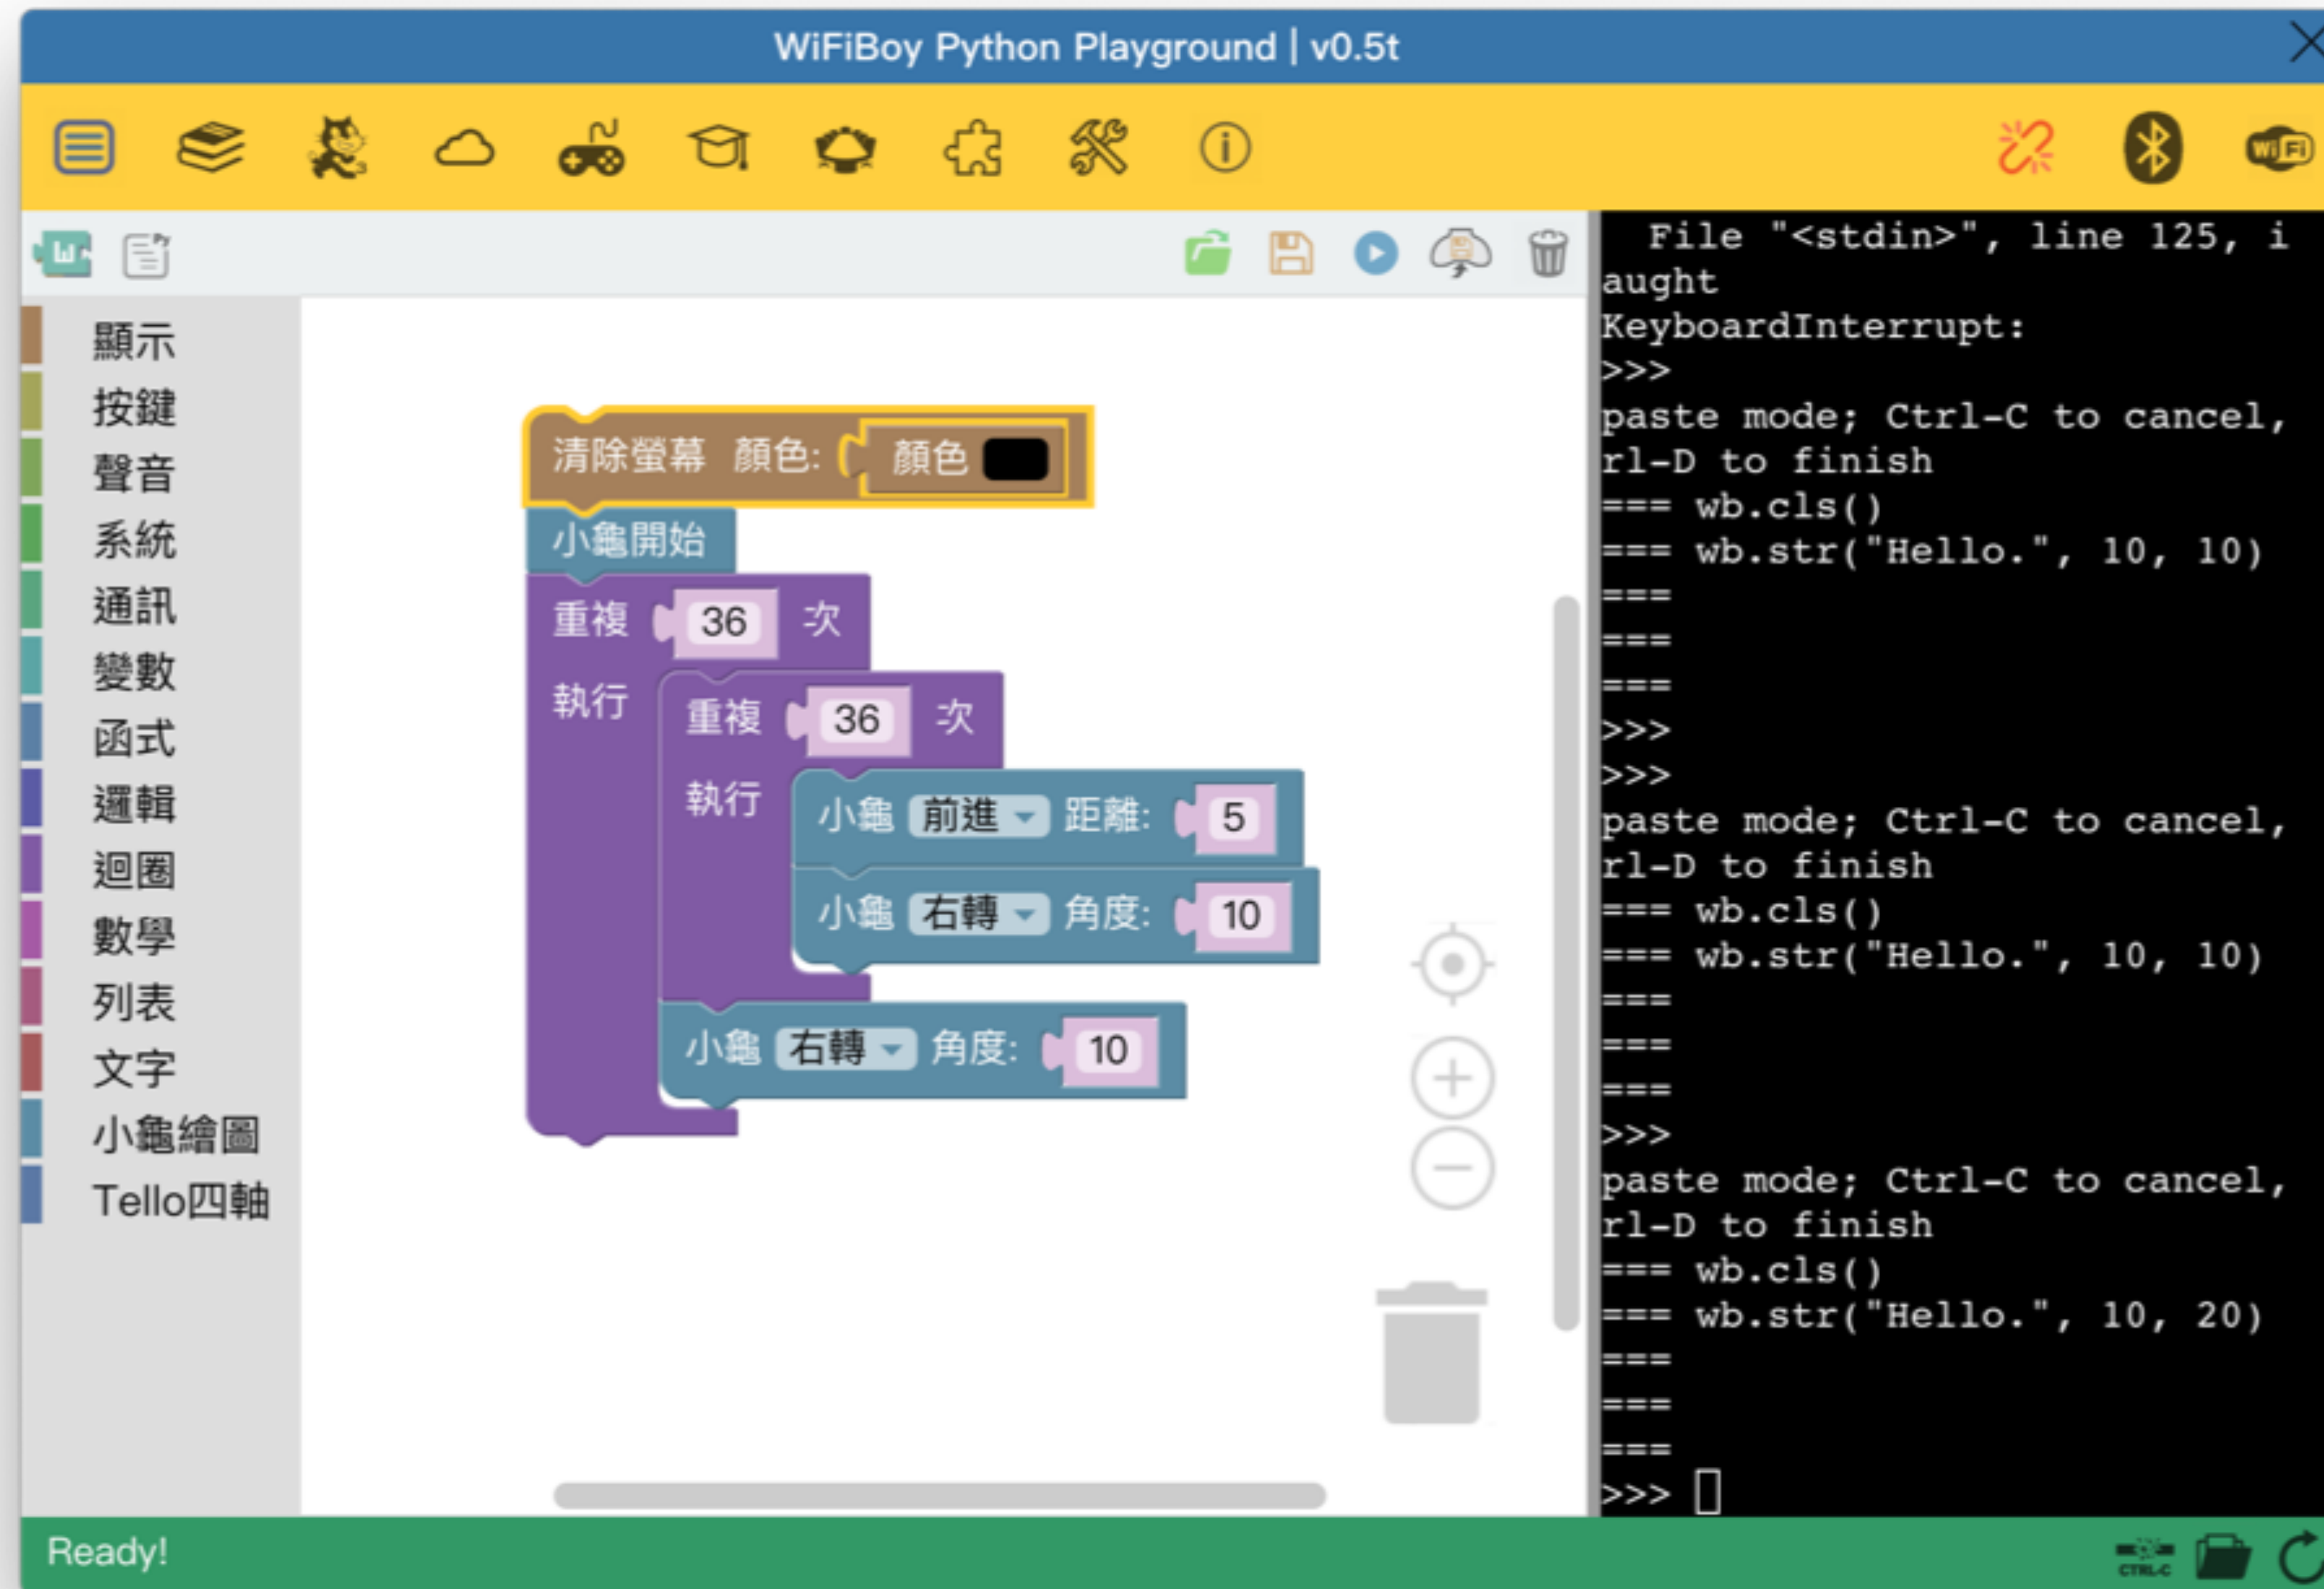 WiFiBoy Python Playground | v0.5t
WiFi
顯示
按鍵
聲音
系統
通訊
變數
函式
邏輯
迴圈
數學
列表
文字
小龜繪圖
Tello四軸
清除螢幕 顏色: 顏色
小龜開始
重複 36 次
執行
重複 36 次
執行
小龜 前進 距離: 5
小龜 右轉 角度: 10
小龜 右轉 角度: 10
File "<stdin>", line 125, i
aught
KeyboardInterrupt:
>>>
paste mode; Ctrl-C to cancel,
rl-D to finish
=== wb.cls()
=== wb.str("Hello.", 10, 10)
===
===
===
>>>
>>>
paste mode; Ctrl-C to cancel,
rl-D to finish
=== wb.cls()
=== wb.str("Hello.", 10, 10)
===
===
===
>>>
paste mode; Ctrl-C to cancel,
rl-D to finish
=== wb.cls()
=== wb.str("Hello.", 10, 20)
===
===
===
>>>
Ready!
CTRL-C